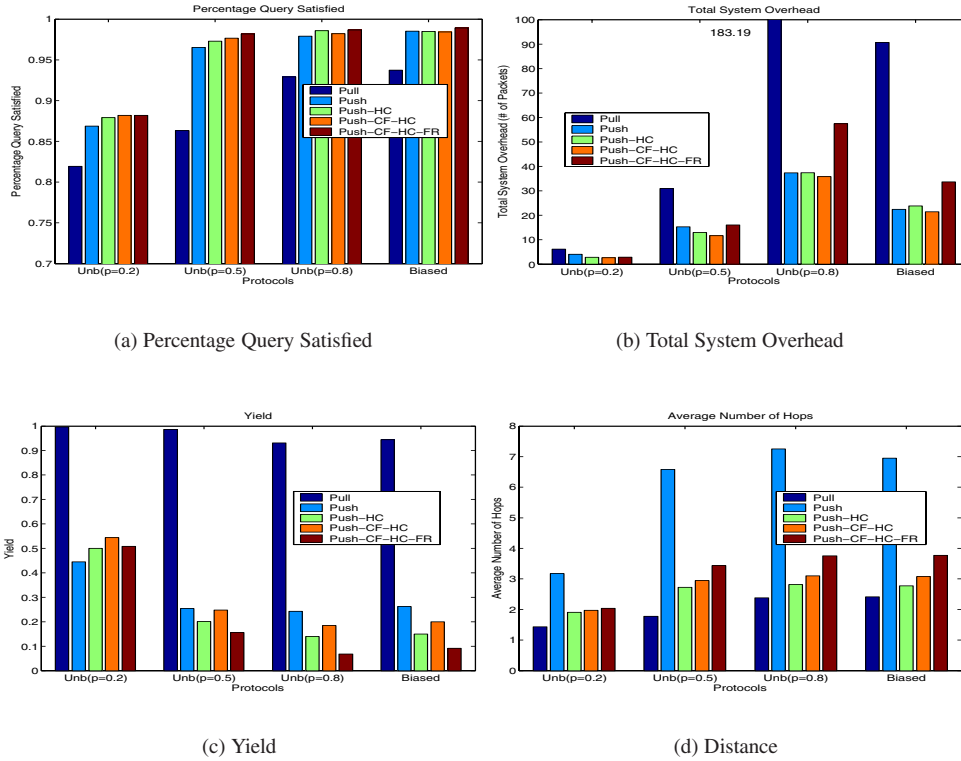 Percentage Query Satisfied
1
0.95
0.9
0.85
0.8
0.75
0.7
Percentage Query Satisfied
Pull
Push
Push-HC
Push-CF-HC
Push-CF-HC-FR
Unb(p=0.2)
Unb(p=0.5)
Unb(p=0.8)
Biased
Protocols
(a) Percentage Query Satisfied
Total System Overhead
183.19
100
90
80
70
60
50
40
30
20
10
0
Total System Overhead (# of Packets)
Pull
Push
Push-HC
Push-CF-HC
Push-CF-HC-FR
Unb(p=0.2)
Unb(p=0.5)
Unb(p=0.8)
Biased
Protocols
(b) Total System Overhead
Yield
1
0.9
0.8
0.7
0.6
0.5
0.4
0.3
0.2
0.1
0
Yield
Pull
Push
Push-HC
Push-CF-HC
Push-CF-HC-FR
Unb(p=0.2)
Unb(p=0.5)
Unb(p=0.8)
Biased
Protocols
(c) Yield
Average Number of Hops
8
7
6
5
4
3
2
1
0
Average Number of Hops
Pull
Push
Push-HC
Push-CF-HC
Push-CF-HC-FR
Unb(p=0.2)
Unb(p=0.5)
Unb(p=0.8)
Biased
Protocols
(d) Distance